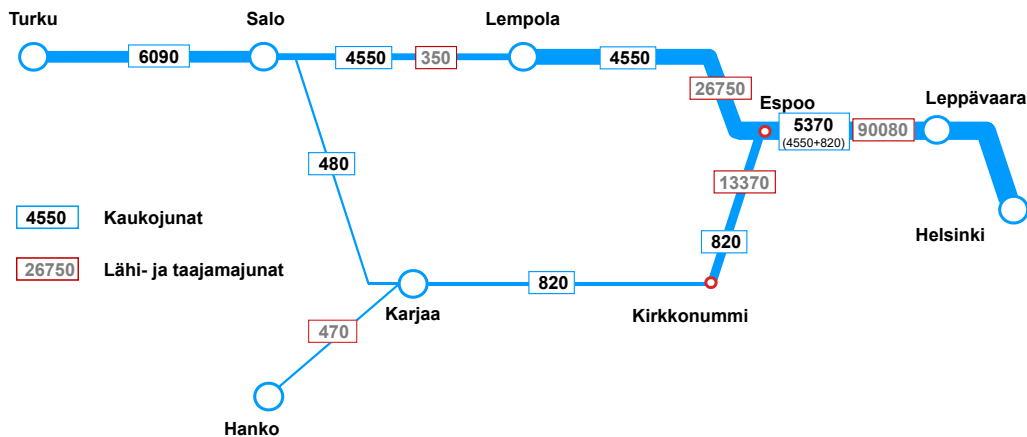 Turku
Salo
Lempola
6090
4550
350
4550
26750
Espoo
Leppävaara
5370
(4550+820)
90080
480
13370
4550
Kaukojunat
820
Helsinki
26750
Lähi- ja taajamajunat
820
Karjaa
Kirkkonummi
470
Hanko